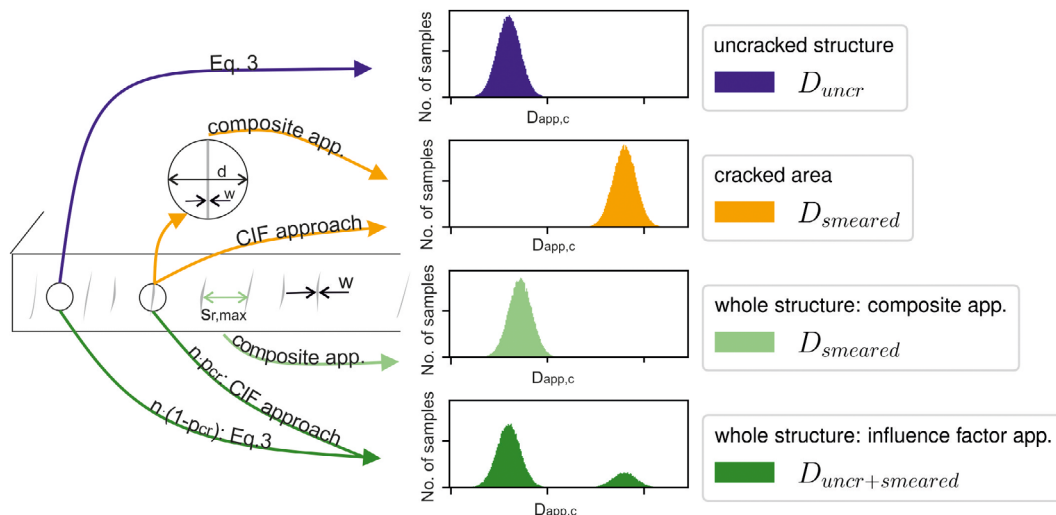 Eq. 3
composite app.
d
w
CIF approach
w
Sr,max
composite app.
n·pcr: CIF approach
n·(1-pcr): Eq.3
No. of samples
Dapp,c
uncracked structure
Duncr
No. of samples
Dapp,c
cracked area
Dsmeared
No. of samples
Dapp,c
whole structure: composite app.
Dsmeared
No. of samples
Dapp,c
whole structure: influence factor app.
Duncr+smeared